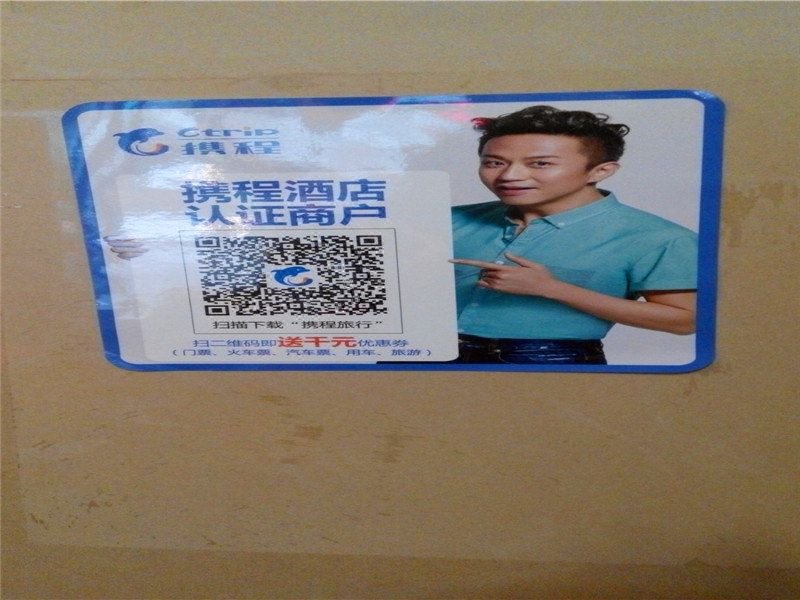 Ctrip
携程
携程酒店
认证商户
扫描下载“携程旅行”
扫二维码即送千元优惠券
（门票、火车票、汽车票、用车、旅游）